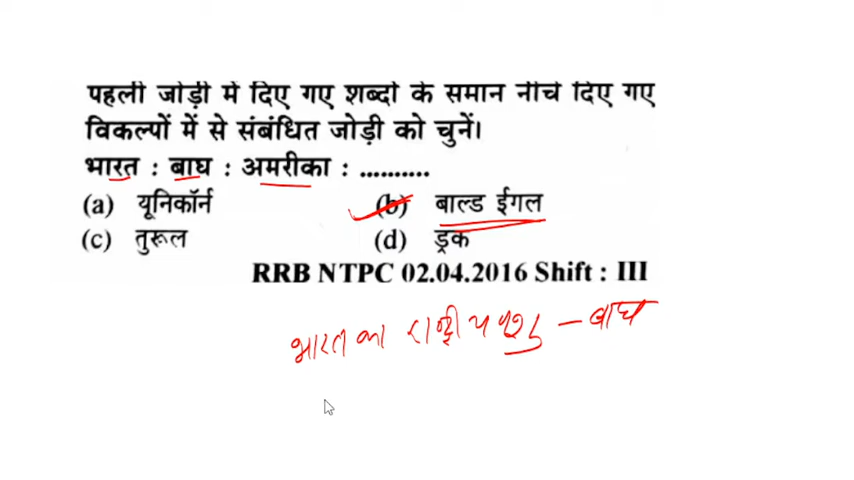 पहली जोड़ी में दिए गए शब्दों के समान नीचे दिए गए
विकल्पों में से संबंधित जोड़ी को चुनें।
भारत : बाघ : अमरीका : ..........
(a) यूनिकॉर्न (b) बाल्ड ईगल
(c) तुरूल (d) ड्रक
RRB NTPC 02.04.2016 Shift : III
भारत का राष्ट्रीय पशु – बाघ